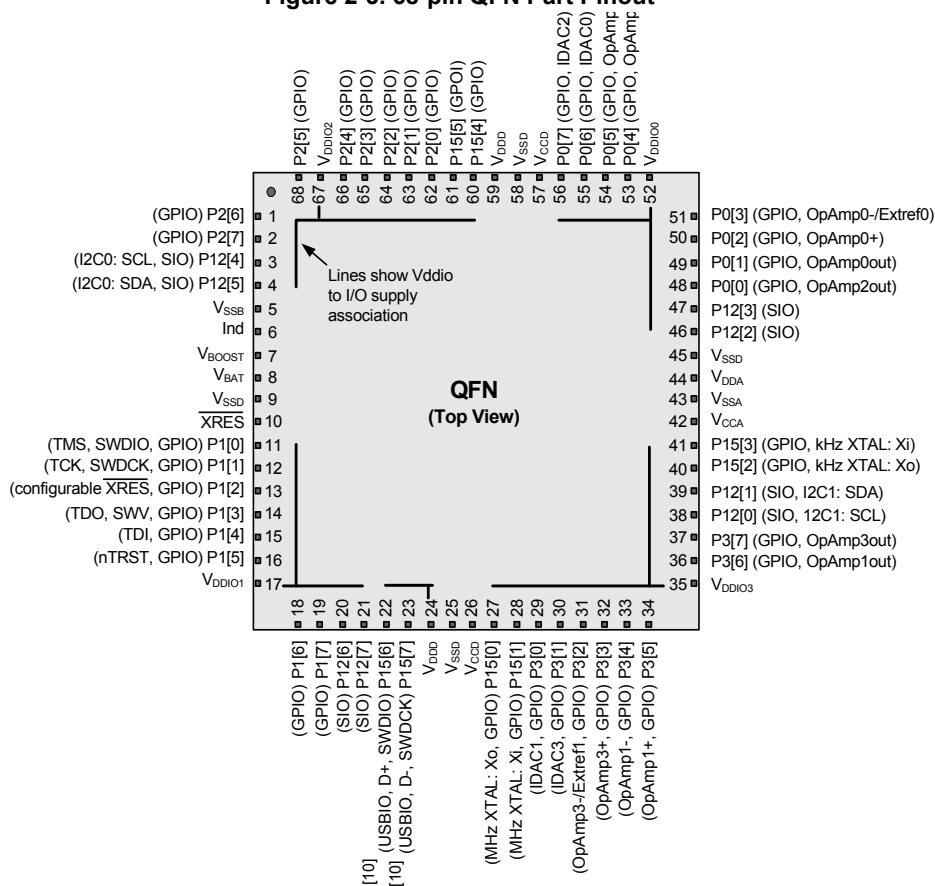 Figure 2-3. 68-pin QFN Part Pinout
P2[5] (GPIO)
VDDIO2
P2[4] (GPIO)
P2[3] (GPIO)
P2[2] (GPIO)
P2[1] (GPIO)
P2[0] (GPIO)
P15[5] (GPOI)
P15[4] (GPIO)
VDDD
VSSD
VCCD
P0[7] (GPIO, IDAC2)
P0[6] (GPIO, IDAC0)
P0[5] (GPIO, OpAmp
P0[4] (GPIO, OpAmp
VDDIO0
68
67
66
65
64
63
62
61
60
59
58
57
56
55
54
53
52
(GPIO) P2[6] 1
(GPIO) P2[7] 2
(I2C0: SCL, SIO) P12[4] 3
(I2C0: SDA, SIO) P12[5] 4
VSSB 5
Ind 6
VBOOST 7
VBAT 8
VSSD 9
XRES 10
(TMS, SWDIO, GPIO) P1[0] 11
(TCK, SWDCK, GPIO) P1[1] 12
(configurable XRES, GPIO) P1[2] 13
(TDO, SWV, GPIO) P1[3] 14
(TDI, GPIO) P1[4] 15
(nTRST, GPIO) P1[5] 16
VDDIO1 17
Lines show Vddio
to I/O supply
association
QFN
(Top View)
51 P0[3] (GPIO, OpAmp0-/Extref0)
50 P0[2] (GPIO, OpAmp0+)
49 P0[1] (GPIO, OpAmp0out)
48 P0[0] (GPIO, OpAmp2out)
47 P12[3] (SIO)
46 P12[2] (SIO)
45 VSSD
44 VDDA
43 VSSA
42 VCCA
41 P15[3] (GPIO, kHz XTAL: Xi)
40 P15[2] (GPIO, kHz XTAL: Xo)
39 P12[1] (SIO, I2C1: SDA)
38 P12[0] (SIO, 12C1: SCL)
37 P3[7] (GPIO, OpAmp3out)
36 P3[6] (GPIO, OpAmp1out)
35 VDDIO3
18
19
20
21
22
23
24
25
26
27
28
29
30
31
32
33
34
(GPIO) P1[6]
(GPIO) P1[7]
(SIO) P12[6]
(SIO) P12[7]
[10] (USBIO, D+, SWDIO) P15[6]
[10] (USBIO, D-, SWDCK) P15[7]
VDDD
VSSD
VCCD
(MHz XTAL: Xo, GPIO) P15[0]
(MHz XTAL: Xi, GPIO) P15[1]
(IDAC1, GPIO) P3[0]
(IDAC3, GPIO) P3[1]
(OpAmp3-/Extref1, GPIO) P3[2]
(OpAmp3+, GPIO) P3[3]
(OpAmp1-, GPIO) P3[4]
(OpAmp1+, GPIO) P3[5]